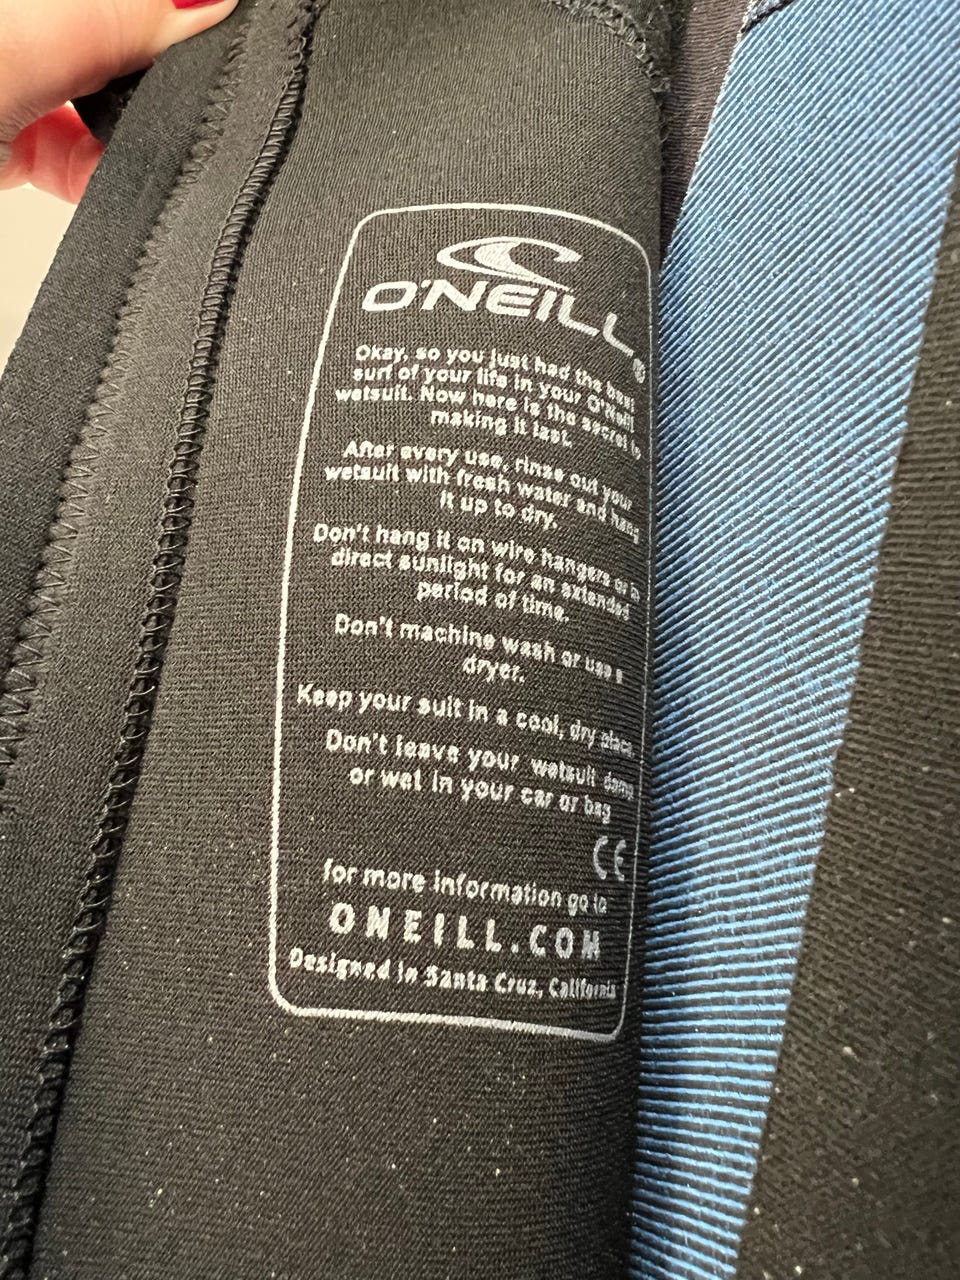 O'NEILL
Okay, so you just had the best
surf of your life in your O'Neill
wetsuit. Now here is the secret to
making it last.
After every use, rinse out your
wetsuit with fresh water and hang
it up to dry.
Don't hang it on wire hangers or in
direct sunlight for an extended
period of time.
Don't machine wash or use a
dryer.
Keep your suit in a cool, dry place.
Don't leave your wetsuit damp
or wet in your car or bag
CE
for more information go to
ONEILL.COM
Designed in Santa Cruz, California